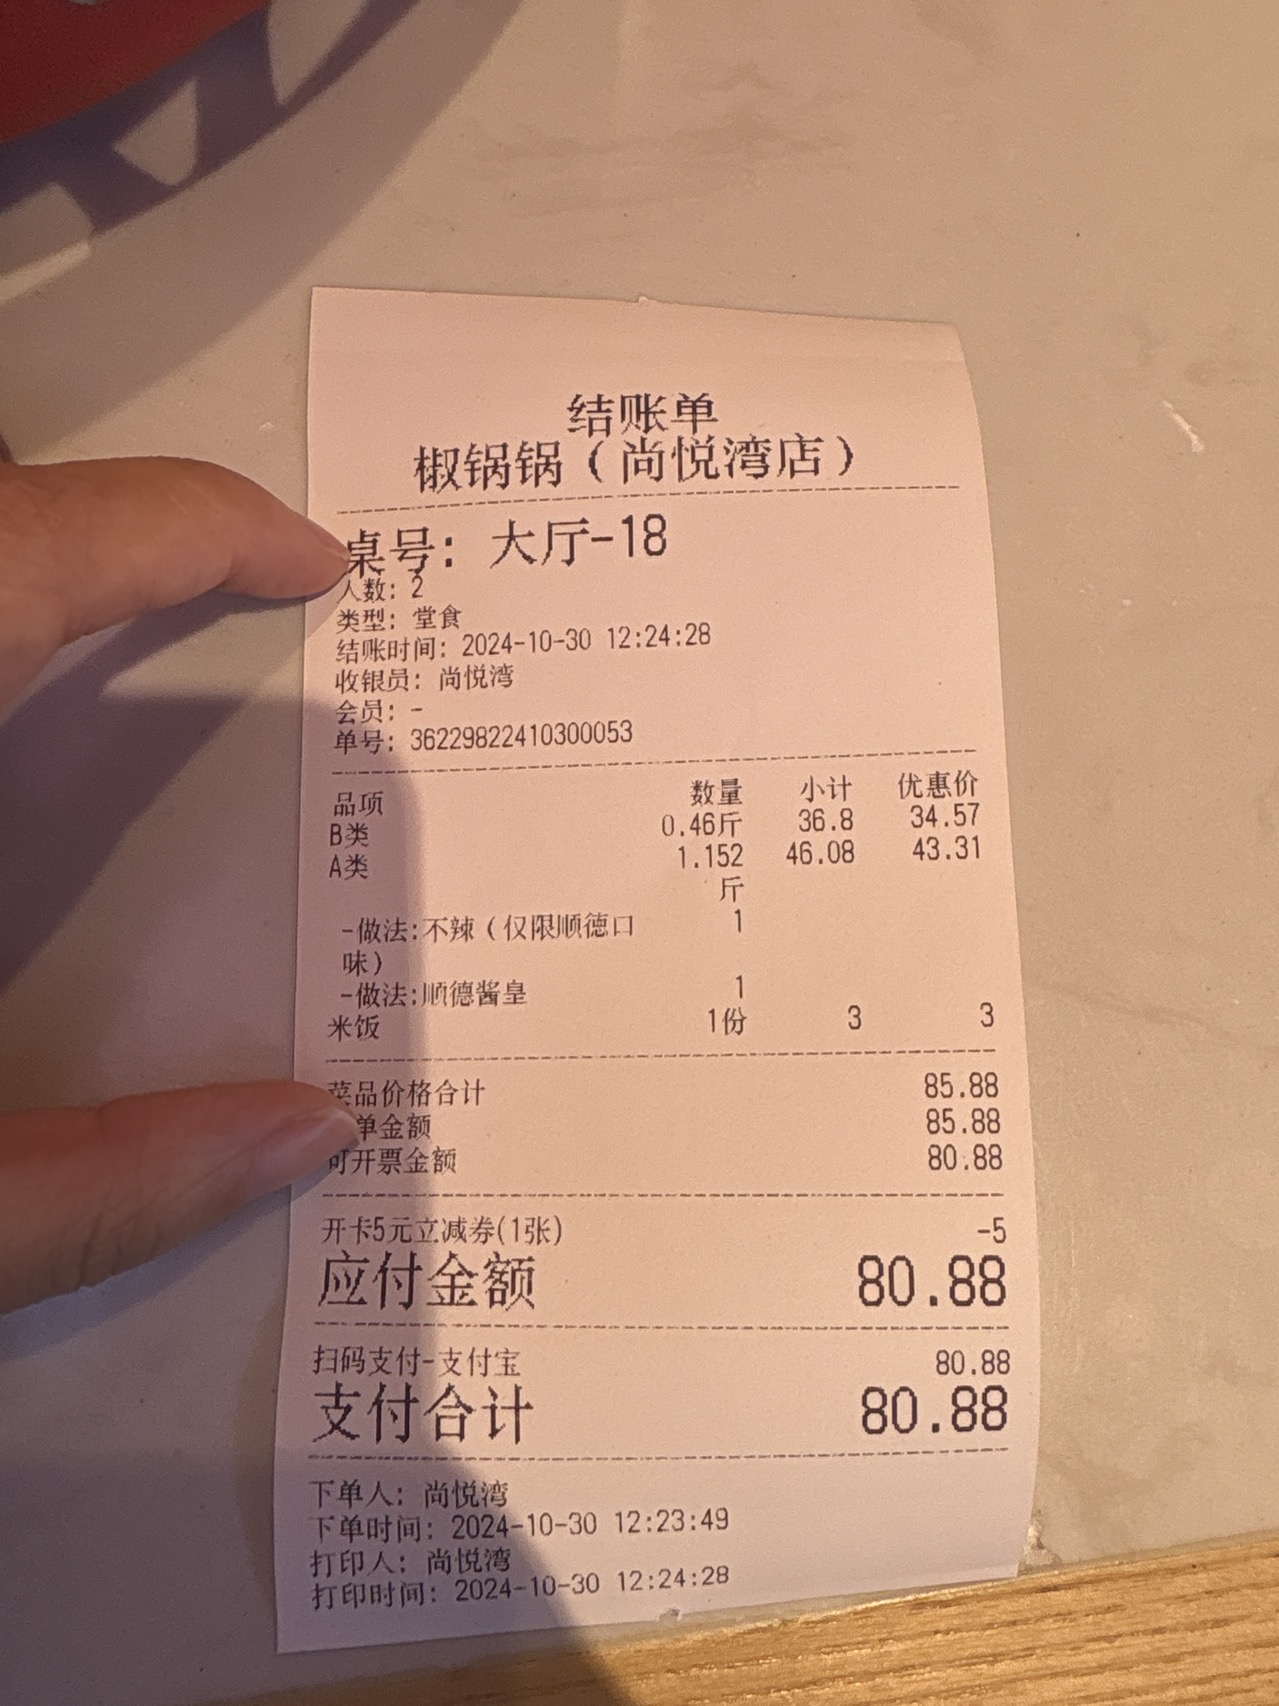 结账单
椒锅锅（尚悦湾店）
桌号：大厅-18
人数：2
类型：堂食
结账时间：2024-10-30 12:24:28
收银员：尚悦湾
会员：-
单号：36229822410300053
品项 数量 小计 优惠价
B类 0.46斤 36.8 34.57
A类 1.152 46.08 43.31
斤
-做法:不辣（仅限顺德口 1
味）
-做法:顺德酱皇 1
米饭 1份 3 3
菜品价格合计 85.88
单金额 85.88
可开票金额 80.88
开卡5元立减券(1张) -5
应付金额 80.88
扫码支付-支付宝 80.88
支付合计 80.88
下单人：尚悦湾
下单时间：2024-10-30 12:23:49
打印人：尚悦湾
打印时间：2024-10-30 12:24:28